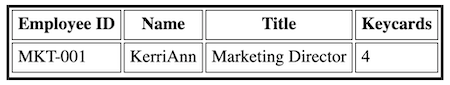 Employee ID Name Title Keycards
MKT-001 KerriAnn Marketing Director 4